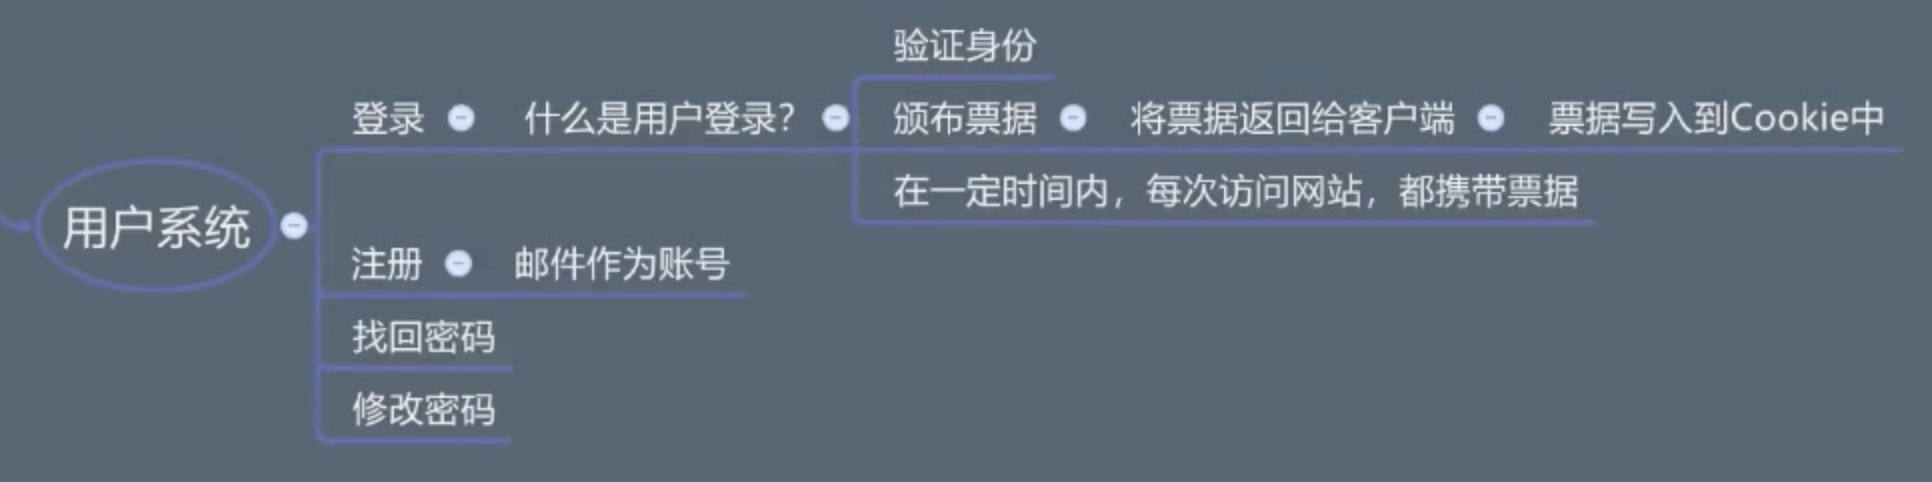 验证身份
登录 什么是用户登录? 颁布票据 将票据返回给客户端 票据写入到Cookie中
在一定时间内，每次访问网站，都携带票据
用户系统
注册 邮件作为账号
找回密码
修改密码